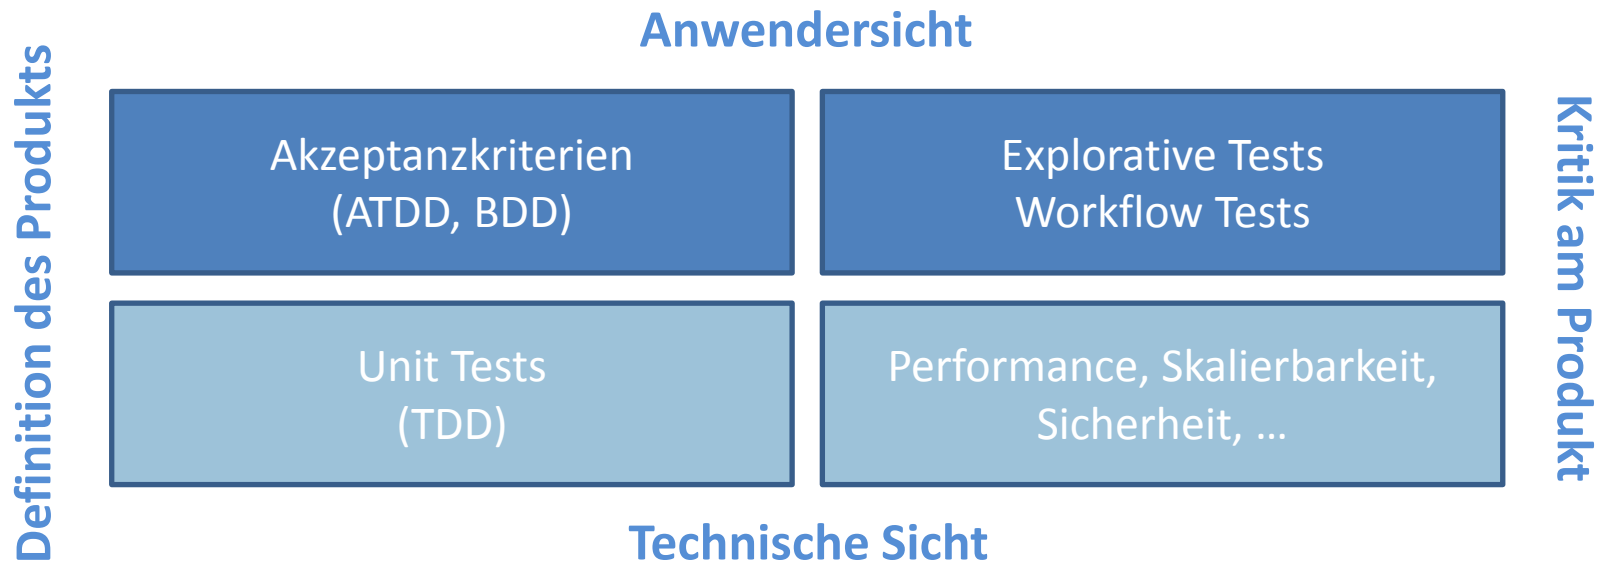 Anwendersicht
Definition des Produkts
Akzeptanzkriterien
(ATDD, BDD)
Explorative Tests
Workflow Tests
Kritik am Produkt
Unit Tests
(TDD)
Performance, Skalierbarkeit,
Sicherheit, …
Technische Sicht